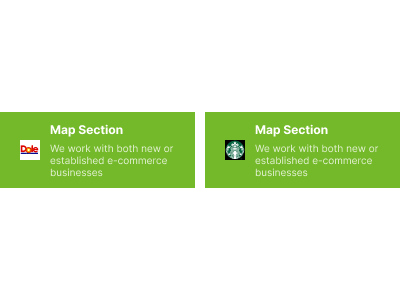 Map Section
Dole
We work with both new or
established e-commerce
businesses
Map Section
We work with both new or
established e-commerce
businesses